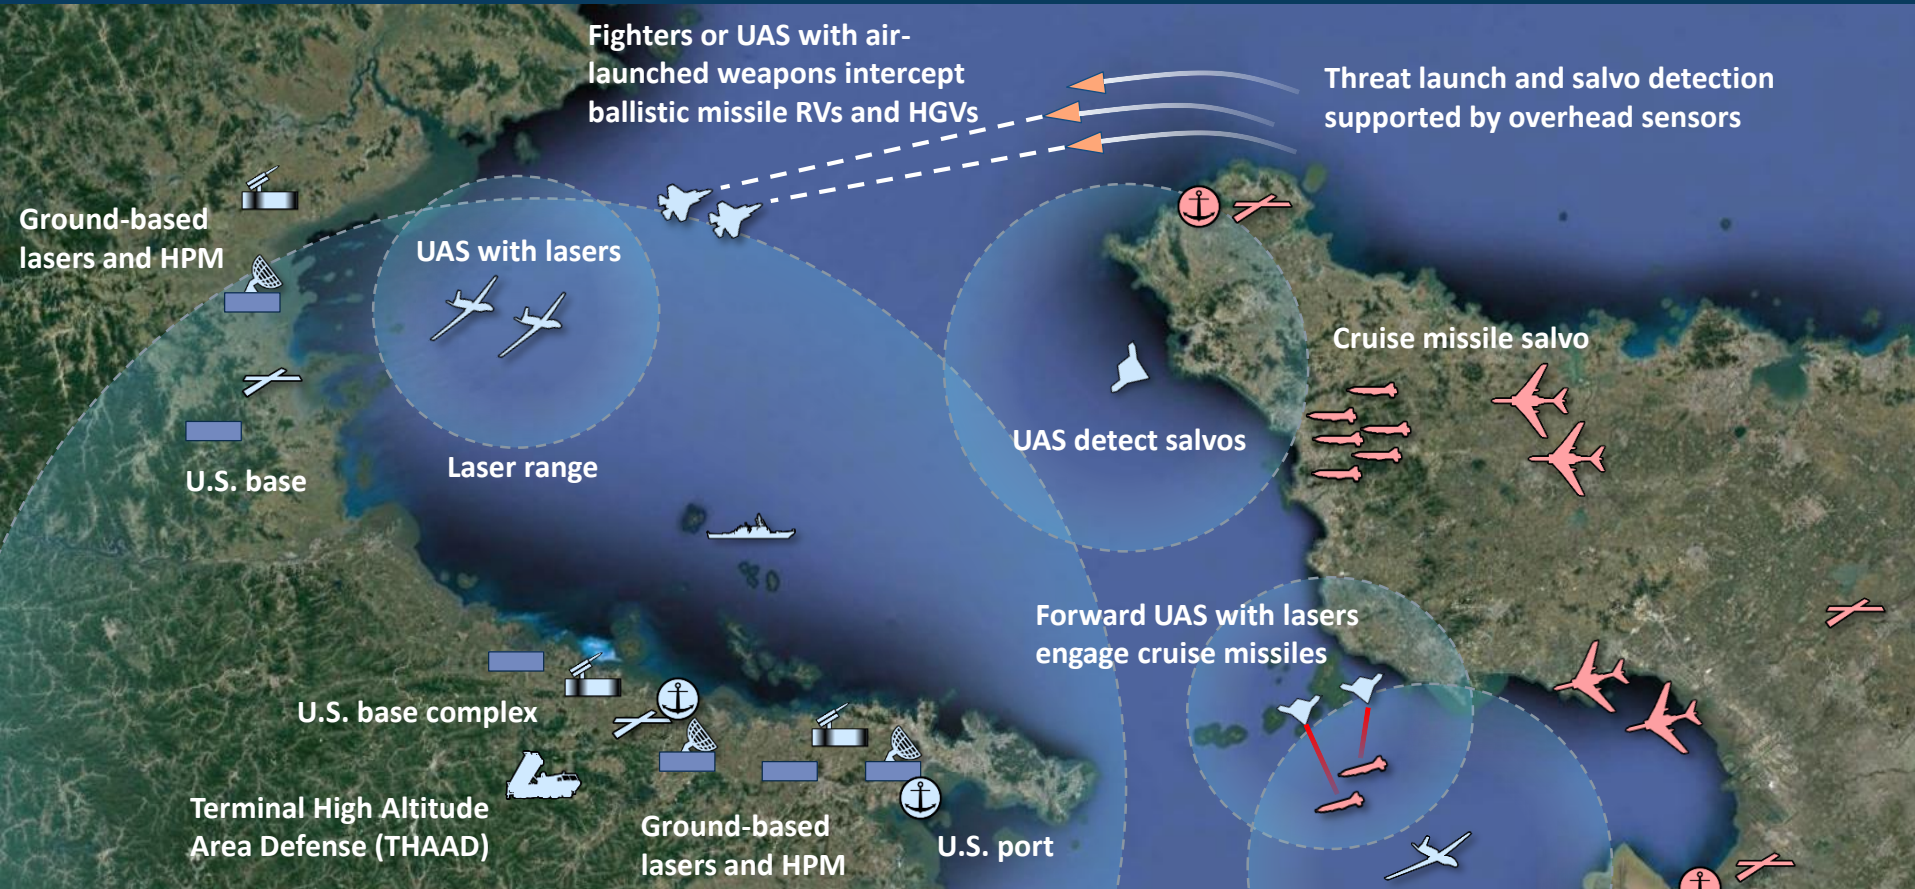 Fighters or UAS with air-
launched weapons intercept
ballistic missile RVs and HGVs
Threat launch and salvo detection
supported by overhead sensors
Ground-based
lasers and HPM
UAS with lasers
Cruise missile salvo
UAS detect salvos
Laser range
U.S. base
Forward UAS with lasers
engage cruise missiles
U.S. base complex
Terminal High Altitude
Area Defense (THAAD)
Ground-based
lasers and HPM
U.S. port